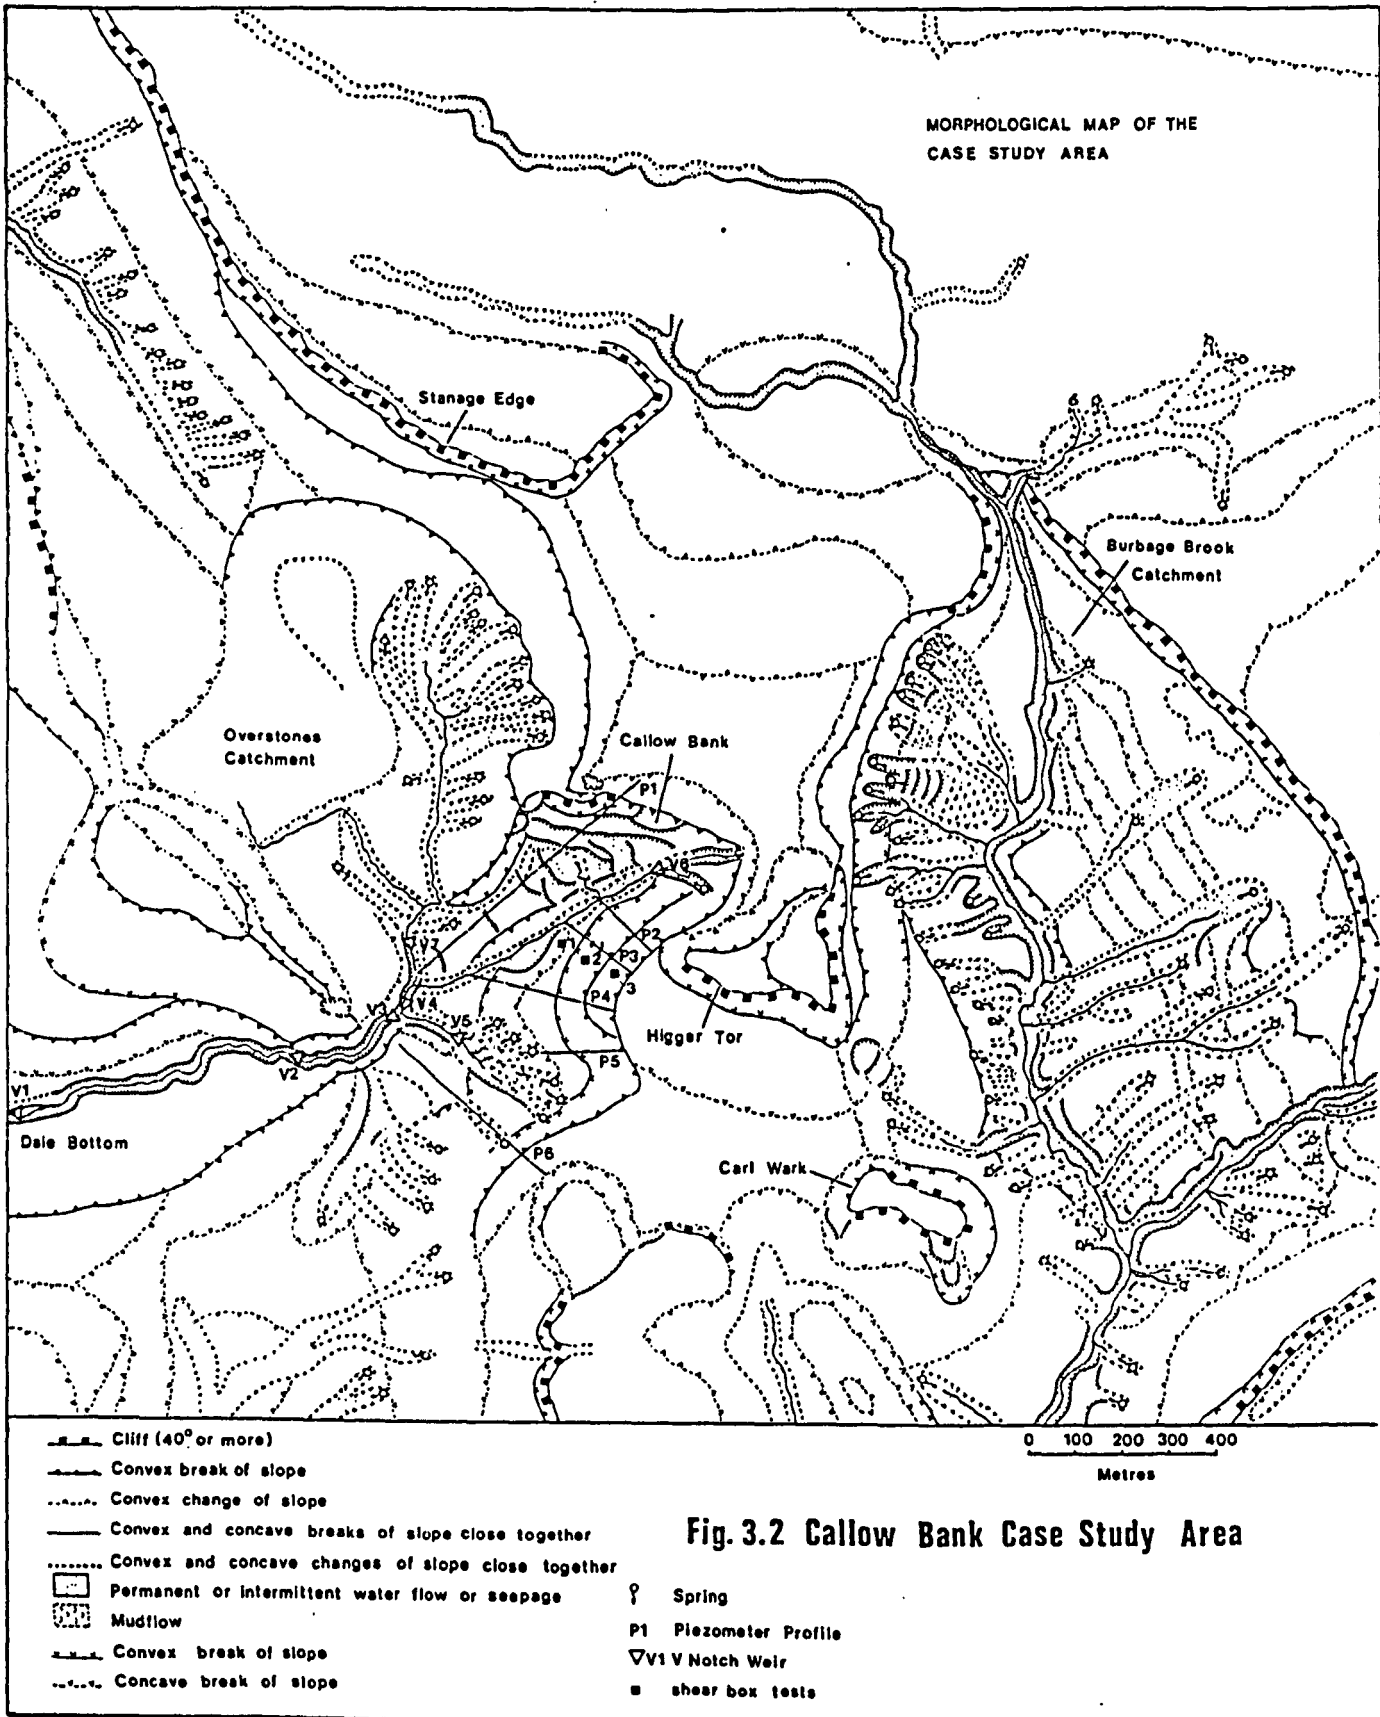 MORPHOLOGICAL MAP OF THE
CASE STUDY AREA
Stanage Edge
Burbage Brook
Catchment
Overstones
Catchment
Callow Bank
P1
V6
V7
P2
1
2
P3
3
P4
V4
V3
V5
Higger Tor
P5
V2
V1
Dale Bottom
P6
Carl Wark
Cliff (40° or more)
Convex break of slope
Convex change of slope
Convex and concave breaks of slope close together
Convex and concave changes of slope close together
Permanent or intermittent water flow or seepage
Mudflow
Convex break of slope
Concave break of slope
0 100 200 300 400
Metres
Fig. 3.2 Callow Bank Case Study Area
Spring
P1 Piezometer Profile
V1 V Notch Weir
shear box tests